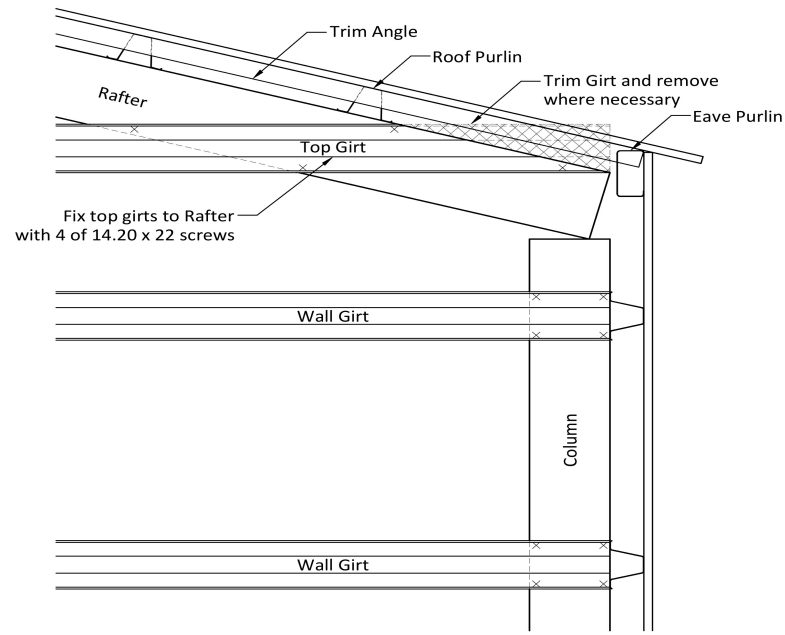 Trim Angle
Roof Purlin
Trim Girt and remove
where necessary
Eave Purlin
Rafter
Top Girt
Fix top girts to Rafter
with 4 of 14.20 x 22 screws
Wall Girt
Column
Wall Girt